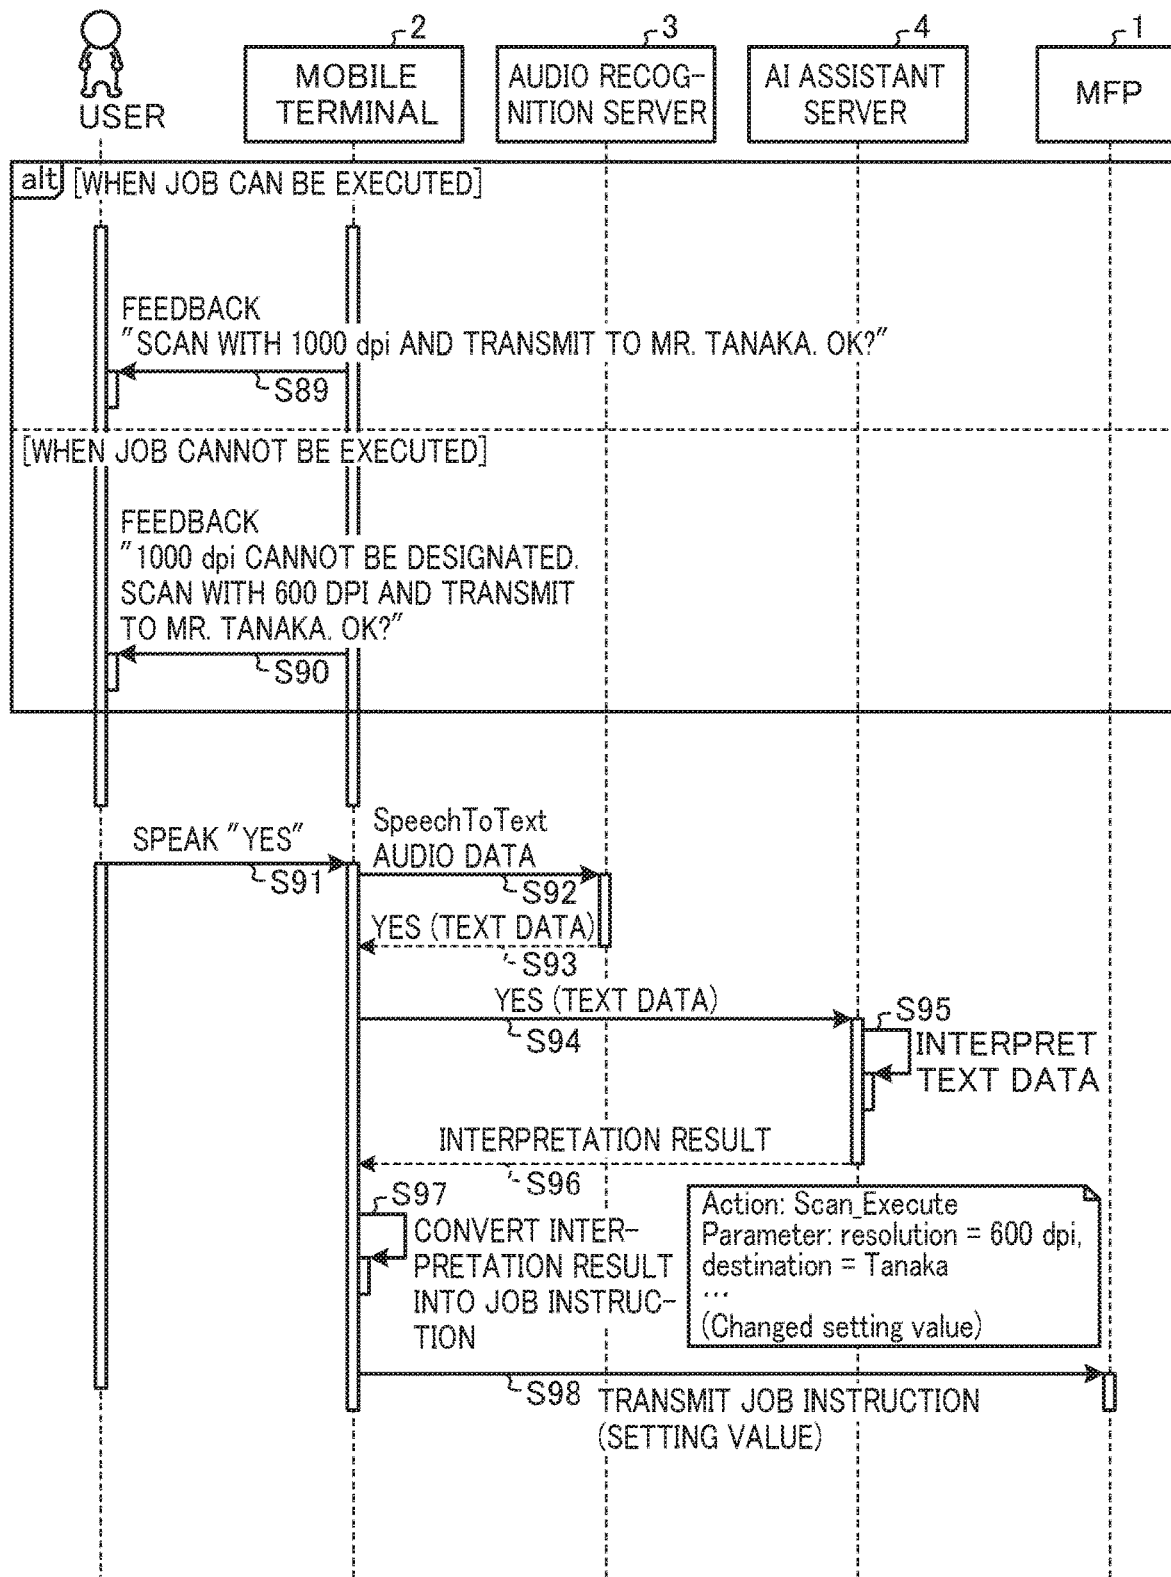 2
3
4
1
USER
MOBILE
TERMINAL
AUDIO RECOG-
NITION SERVER
AI ASSISTANT
SERVER
MFP
alt [WHEN JOB CAN BE EXECUTED]
FEEDBACK
"SCAN WITH 1000 dpi AND TRANSMIT TO MR. TANAKA. OK?"
S89
[WHEN JOB CANNOT BE EXECUTED]
FEEDBACK
"1000 dpi CANNOT BE DESIGNATED.
SCAN WITH 600 DPI AND TRANSMIT
TO MR. TANAKA. OK?"
S90
SPEAK "YES"
S91
SpeechToText
AUDIO DATA
S92
YES (TEXT DATA)
S93
YES (TEXT DATA)
S94
S95
INTERPRET
TEXT DATA
INTERPRETATION RESULT
S96
S97
CONVERT INTER-
PRETATION RESULT
INTO JOB INSTRUC-
TION
Action: Scan_Execute
Parameter: resolution = 600 dpi,
destination = Tanaka
...
(Changed setting value)
S98
TRANSMIT JOB INSTRUCTION
(SETTING VALUE)